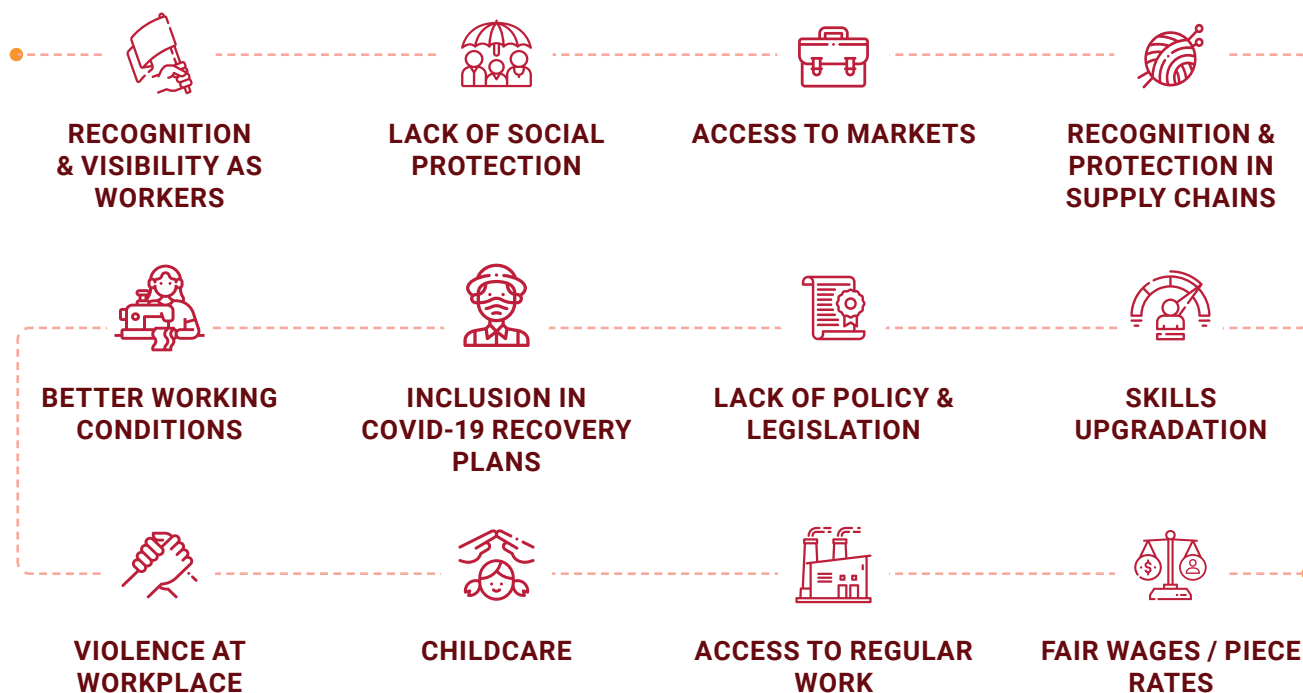 RECOGNITION
& VISIBILITY AS
WORKERS
LACK OF SOCIAL
PROTECTION
ACCESS TO MARKETS
RECOGNITION &
PROTECTION IN
SUPPLY CHAINS
BETTER WORKING
CONDITIONS
INCLUSION IN
COVID-19 RECOVERY
PLANS
LACK OF POLICY &
LEGISLATION
SKILLS
UPGRADATION
VIOLENCE AT
WORKPLACE
CHILDCARE
ACCESS TO REGULAR
WORK
$
FAIR WAGES / PIECE
RATES